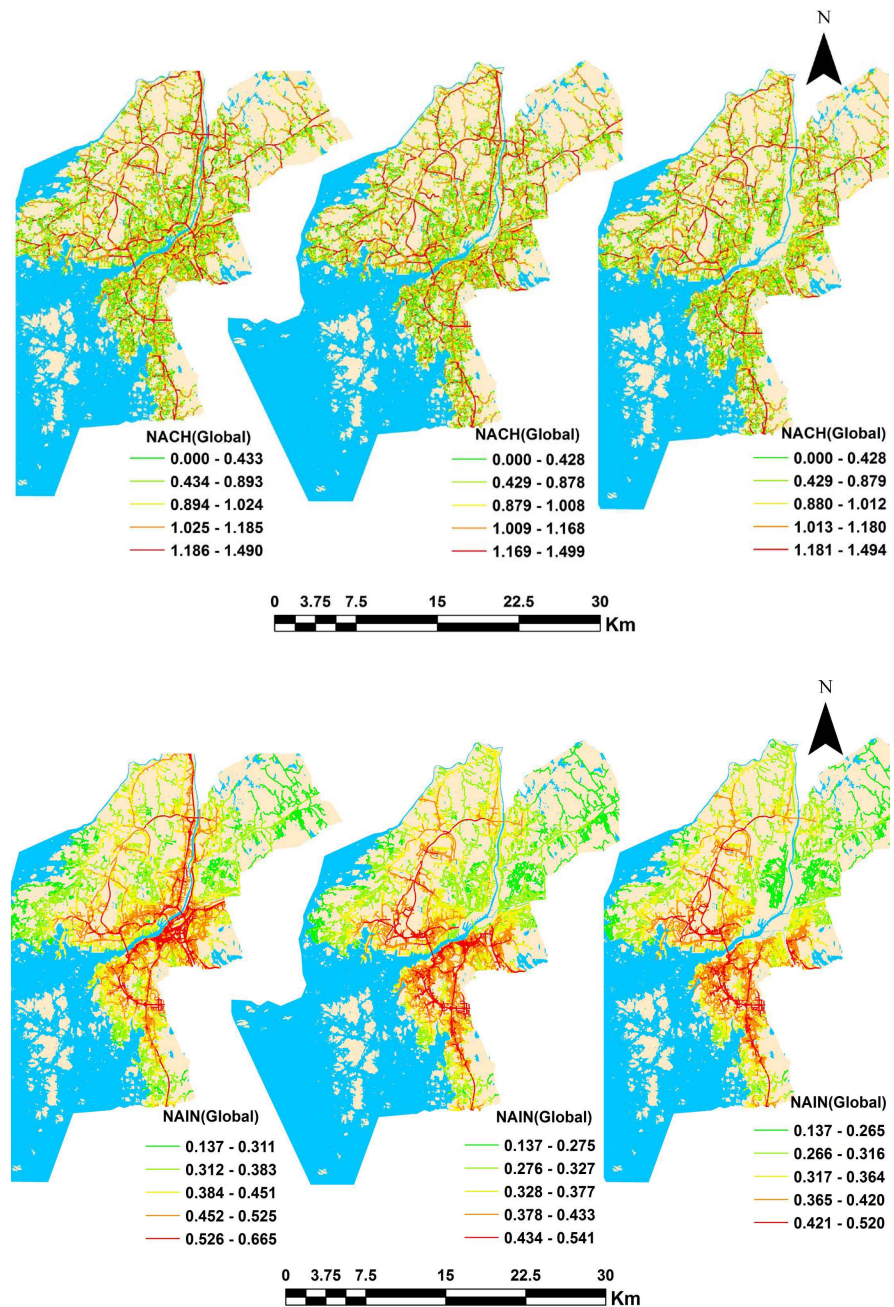 N
NACH(Global)
0.000 - 0.433
0.434 - 0.893
0.894 - 1.024
1.025 - 1.185
1.186 - 1.490
NACH(Global)
0.000 - 0.428
0.429 - 0.878
0.879 - 1.008
1.009 - 1.168
1.169 - 1.499
NACH(Global)
0.000 - 0.428
0.429 - 0.879
0.880 - 1.012
1.013 - 1.180
1.181 - 1.494
0 3.75 7.5 15 22.5 30
Km
N
NAIN(Global)
0.137 - 0.311
0.312 - 0.383
0.384 - 0.451
0.452 - 0.525
0.526 - 0.665
NAIN(Global)
0.137 - 0.275
0.276 - 0.327
0.328 - 0.377
0.378 - 0.433
0.434 - 0.541
NAIN(Global)
0.137 - 0.265
0.266 - 0.316
0.317 - 0.364
0.365 - 0.420
0.421 - 0.520
0 3.75 7.5 15 22.5 30
Km